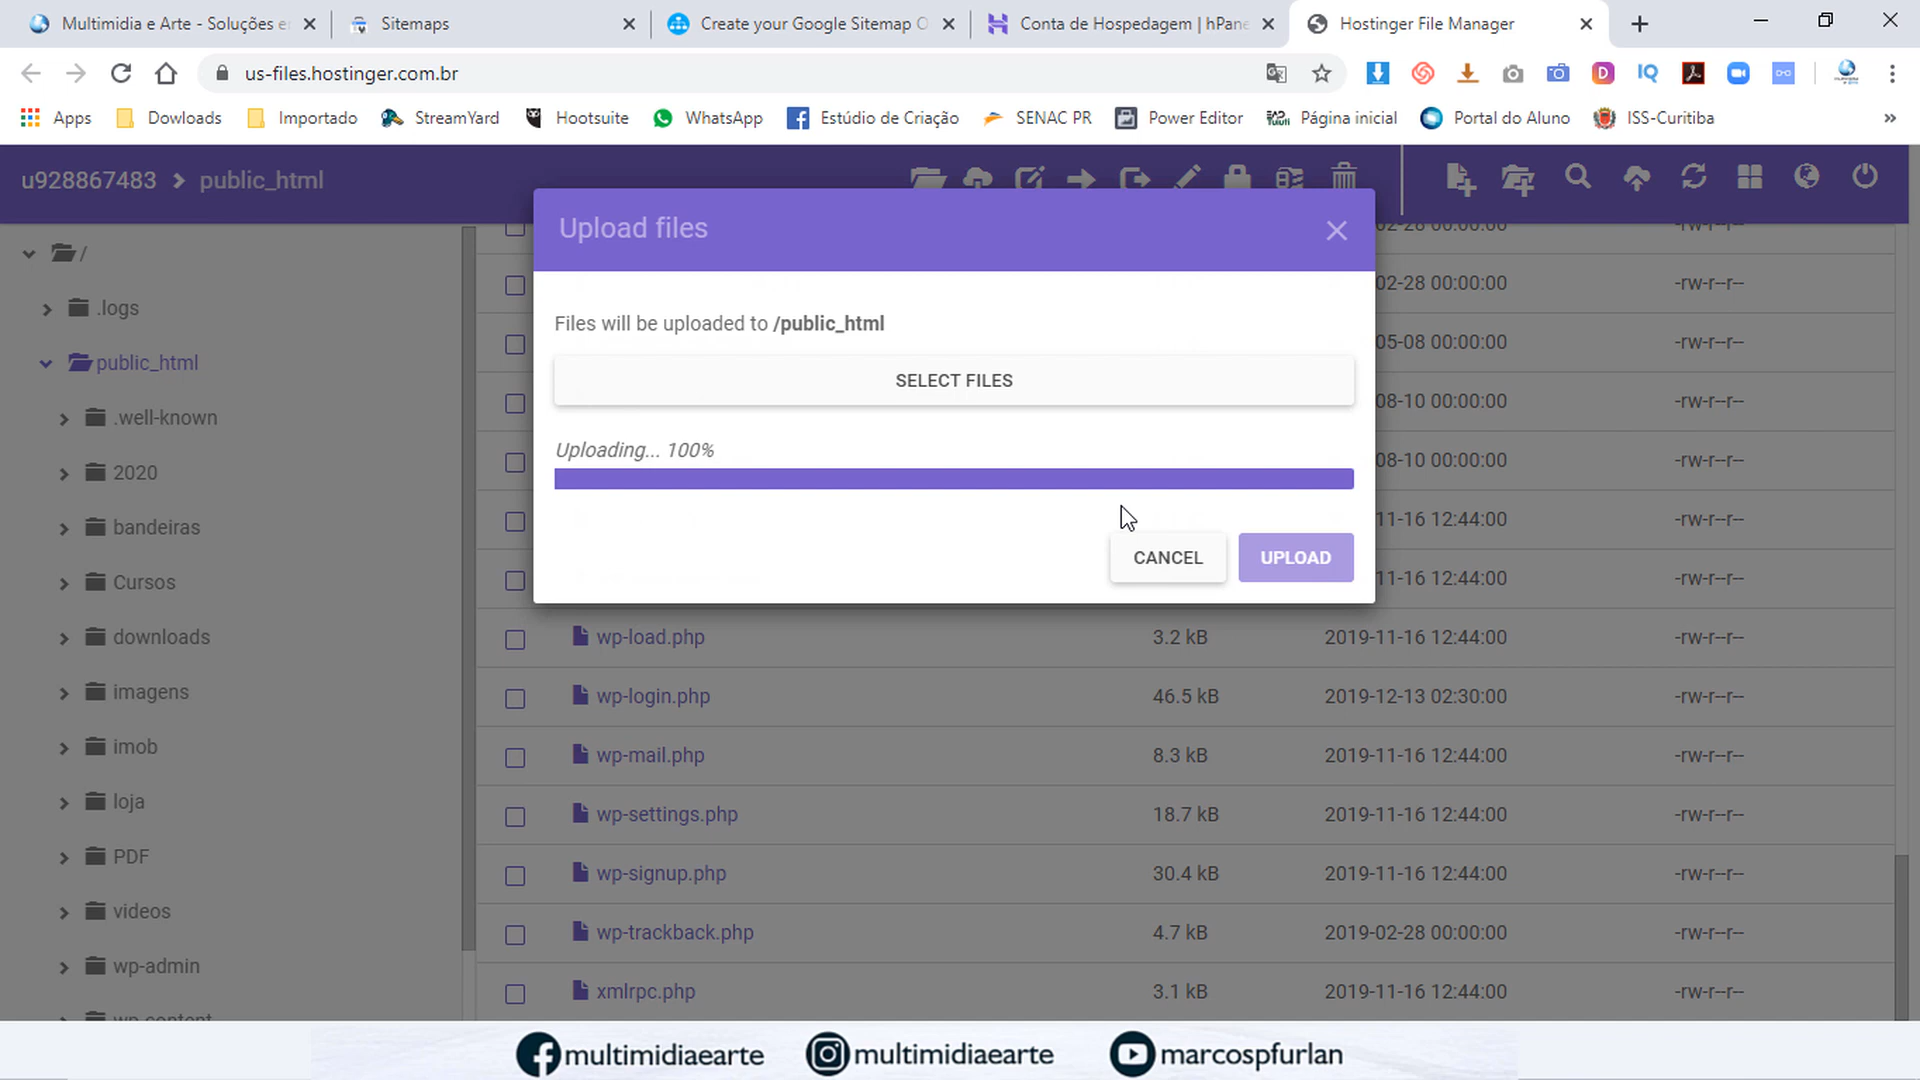 Multimidia e Arte - Soluções e
Sitemaps
Create your Google Sitemap O
Conta de Hospedagem | hPane
Hostinger File Manager
us-files.hostinger.com.br
Apps
Dowloads
Importado
StreamYard
Hootsuite
WhatsApp
Estúdio de Criação
SENAC PR
Power Editor
Página inicial
Portal do Aluno
ISS-Curitiba
u928867483 > public_html
Upload files
Files will be uploaded to /public_html
SELECT FILES
Uploading... 100%
CANCEL
UPLOAD
/
.logs
public_html
.well-known
2020
bandeiras
Cursos
downloads
imagens
imob
loja
PDF
videos
wp-admin
wp-content
02-28 00:00:00 -rw-r--r--
02-28 00:00:00 -rw-r--r--
05-08 00:00:00 -rw-r--r--
08-10 00:00:00 -rw-r--r--
08-10 00:00:00 -rw-r--r--
11-16 12:44:00 -rw-r--r--
11-16 12:44:00 -rw-r--r--
wp-load.php 3.2 kB 2019-11-16 12:44:00 -rw-r--r--
wp-login.php 46.5 kB 2019-12-13 02:30:00 -rw-r--r--
wp-mail.php 8.3 kB 2019-11-16 12:44:00 -rw-r--r--
wp-settings.php 18.7 kB 2019-11-16 12:44:00 -rw-r--r--
wp-signup.php 30.4 kB 2019-11-16 12:44:00 -rw-r--r--
wp-trackback.php 4.7 kB 2019-02-28 00:00:00 -rw-r--r--
xmlrpc.php 3.1 kB 2019-11-16 12:44:00 -rw-r--r--
multimidiaearte
multimidiaearte
marcospfurlan